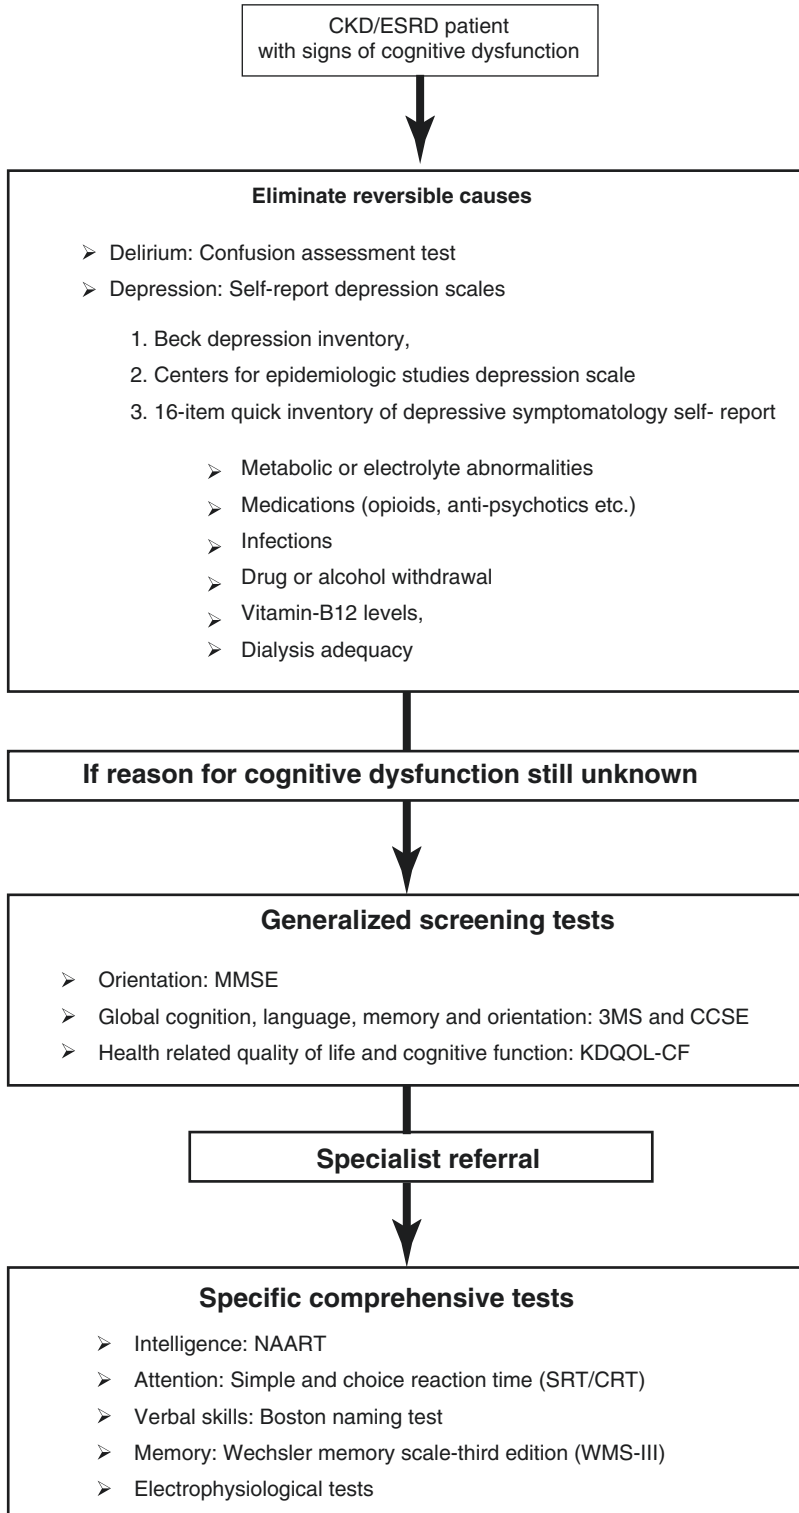 CKD/ESRD patient
with signs of cognitive dysfunction
Eliminate reversible causes
➢ Delirium: Confusion assessment test
➢ Depression: Self-report depression scales
1. Beck depression inventory,
2. Centers for epidemiologic studies depression scale
3. 16-item quick inventory of depressive symptomatology self- report
➢ Metabolic or electrolyte abnormalities
➢ Medications (opioids, anti-psychotics etc.)
➢ Infections
➢ Drug or alcohol withdrawal
➢ Vitamin-B12 levels,
➢ Dialysis adequacy
If reason for cognitive dysfunction still unknown
Generalized screening tests
➢ Orientation: MMSE
➢ Global cognition, language, memory and orientation: 3MS and CCSE
➢ Health related quality of life and cognitive function: KDQOL-CF
Specialist referral
Specific comprehensive tests
➢ Intelligence: NAART
➢ Attention: Simple and choice reaction time (SRT/CRT)
➢ Verbal skills: Boston naming test
➢ Memory: Wechsler memory scale-third edition (WMS-III)
➢ Electrophysiological tests